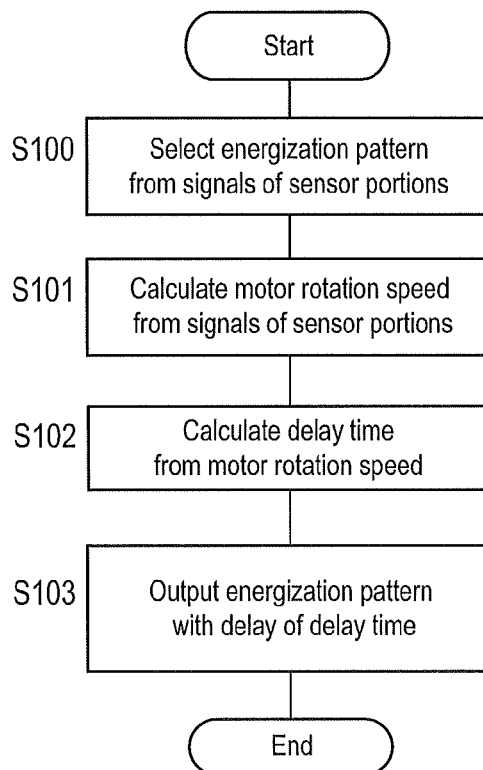 Start
S100
Select energization pattern
from signals of sensor portions
S101
Calculate motor rotation speed
from signals of sensor portions
S102
Calculate delay time
from motor rotation speed
S103
Output energization pattern
with delay of delay time
End